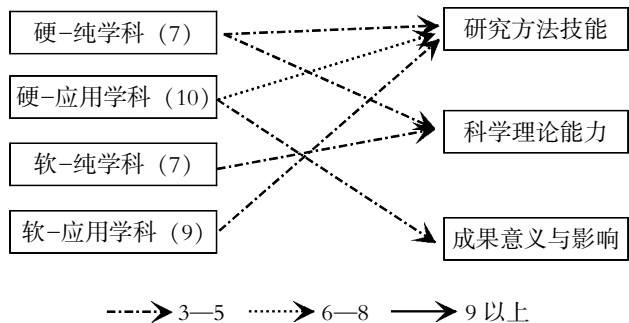 硬-纯学科 (7)
研究方法技能
硬-应用学科 (10)
科学理论能力
软-纯学科 (7)
软-应用学科 (9)
成果意义与影响
3—5
6—8
9 以上